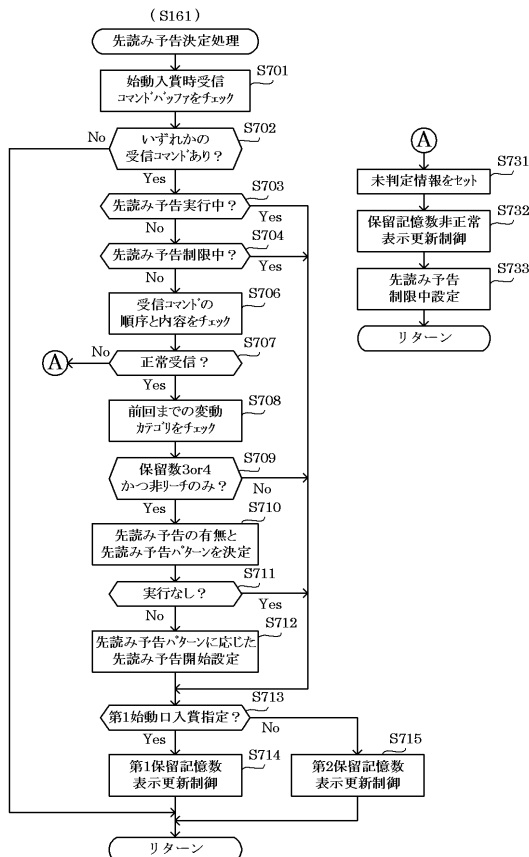 (S161)
先読み予告決定処理
S701
始動入賞時受信
コマンドバッファをチェック
S702
No
いずれかの
受信コマンドあり？
Yes
S703
先読み予告実行中？
Yes
No
S704
先読み予告制限中？
Yes
No
S706
受信コマンドの
順序と内容をチェック
S707
A
No
正常受信？
Yes
S708
前回までの変動
カテゴリをチェック
S709
保留数3or4
かつ非リーチのみ？
No
Yes
S710
先読み予告の有無と
先読み予告パターンを決定
S711
実行なし？
Yes
No
S712
先読み予告パターンに応じた
先読み予告開始設定
S713
第1始動口入賞指定？
No
Yes
S714
第1保留記憶数
表示更新制御
S715
第2保留記憶数
表示更新制御
リターン
A
S731
未判定情報をセット
S732
保留記憶数非正常
表示更新制御
S733
先読み予告
制限中設定
リターン